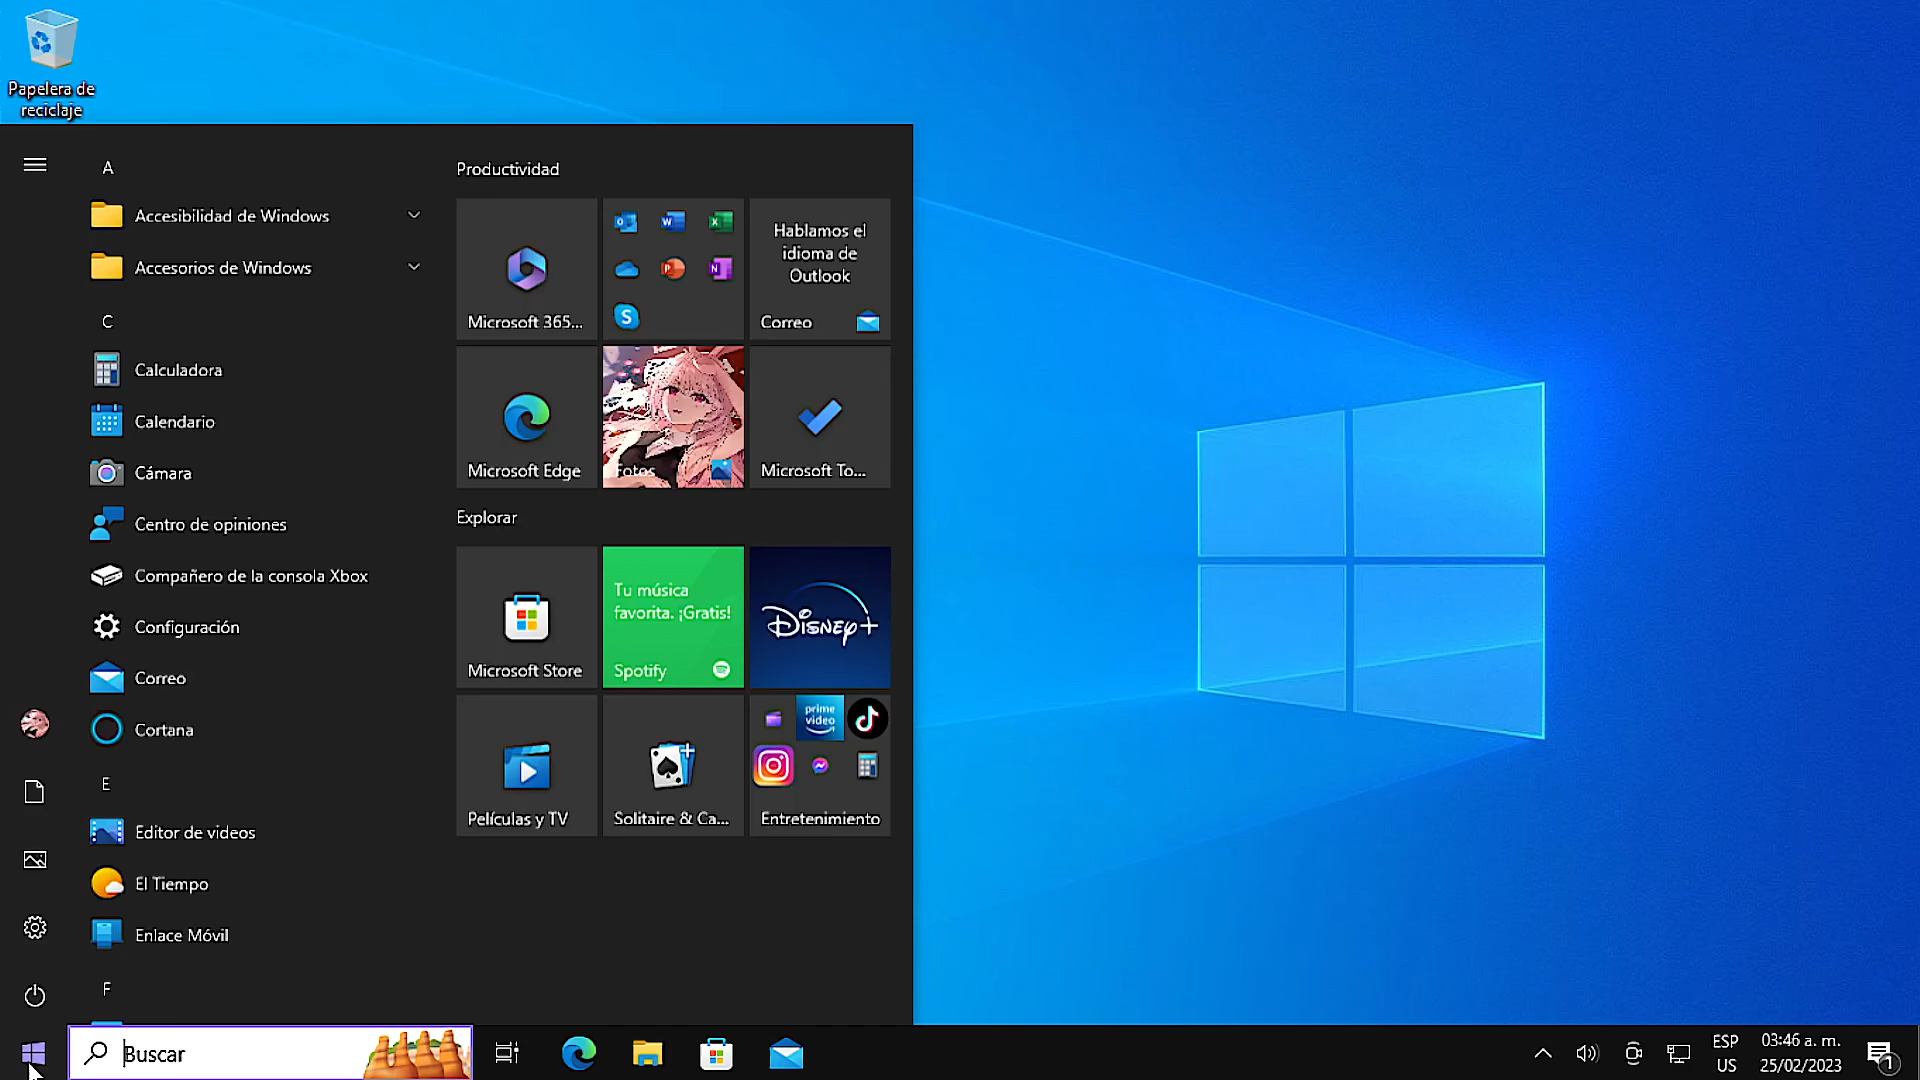 Papelera de
reciclaje
A
Accesibilidad de Windows
Accesorios de Windows
C
Calculadora
Calendario
Cámara
Centro de opiniones
Compañero de la consola Xbox
Configuración
Correo
Cortana
E
Editor de videos
El Tiempo
Enlace Móvil
F
Productividad
Microsoft 365...
Hablamos el
idioma de
Outlook
Correo
Microsoft Edge
Fotos
Microsoft To...
Explorar
Microsoft Store
Tu música
favorita. ¡Gratis!
Spotify
Disney+
Películas y TV
Solitaire & Ca...
prime
video
Entretenimiento
Buscar
ESP
US
03:46 a. m.
25/02/2023
1